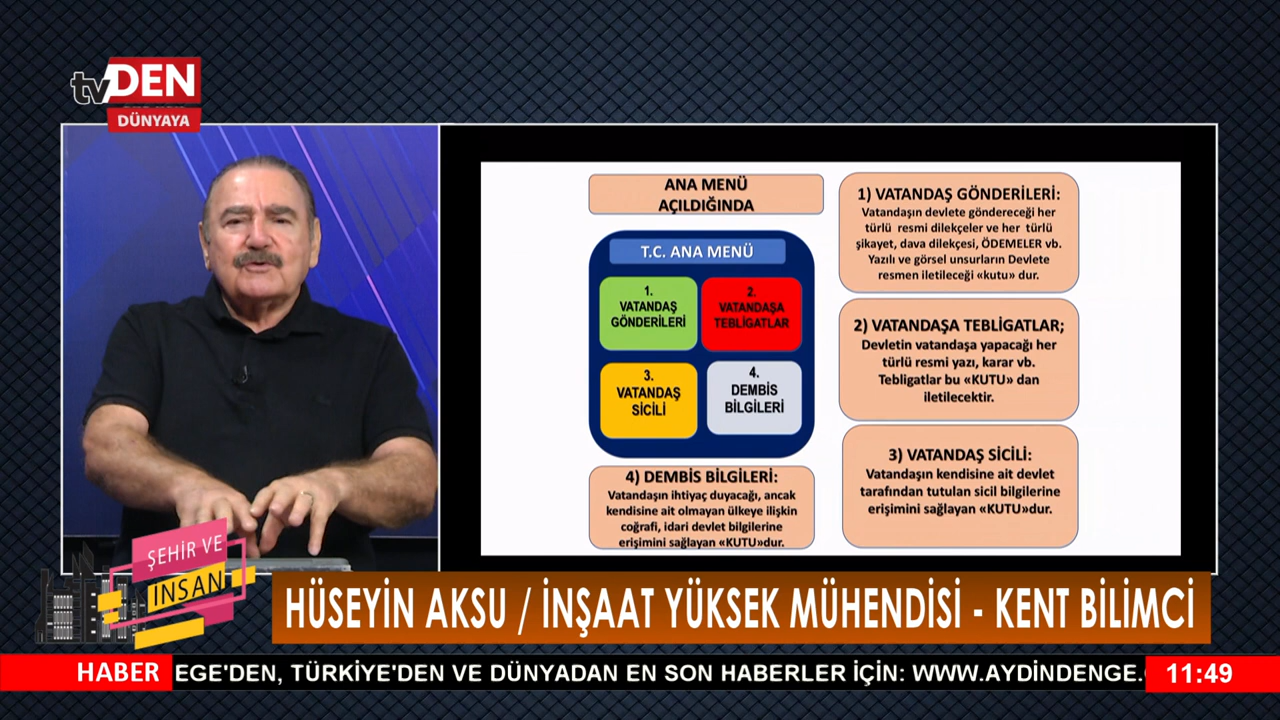 tvDEN
DÜNYAYA
ANA MENÜ
AÇILDIĞINDA
T.C. ANA MENÜ
1.
VATANDAŞ
GÖNDERİLERİ
2.
VATANDAŞA
TEBLİGATLAR
3.
VATANDAŞ
SİCİLİ
4.
DEMBİS
BİLGİLERİ
4) DEMBİS BİLGİLERİ:
Vatandaşın ihtiyaç duyacağı, ancak
kendisine ait olmayan ülkeye ilişkin
coğrafi, idari devlet bilgilerine
erişimini sağlayan «KUTU»dur.
1) VATANDAŞ GÖNDERİLERİ:
Vatandaşın devlete göndereceği her
türlü resmi dilekçeler ve her türlü
şikayet, dava dilekçesi, ÖDEMELER vb.
Yazılı ve görsel unsurların Devlete
resmen iletileceği «kutu» dur.
2) VATANDAŞA TEBLİGATLAR;
Devletin vatandaşa yapacağı her
türlü resmi yazı, karar vb.
Tebligatlar bu «KUTU» dan
iletilecektir.
3) VATANDAŞ SİCİLİ:
Vatandaşın kendisine ait devlet
tarafından tutulan sicil bilgilerine
erişimini sağlayan «KUTU»dur.
ŞEHİR VE
INSAN
HÜSEYİN AKSU / İNŞAAT YÜKSEK MÜHENDİSİ - KENT BİLİMCİ
HABER
EGE'DEN, TÜRKİYE'DEN VE DÜNYADAN EN SON HABERLER İÇİN: WWW.AYDINDENGE.
11:49